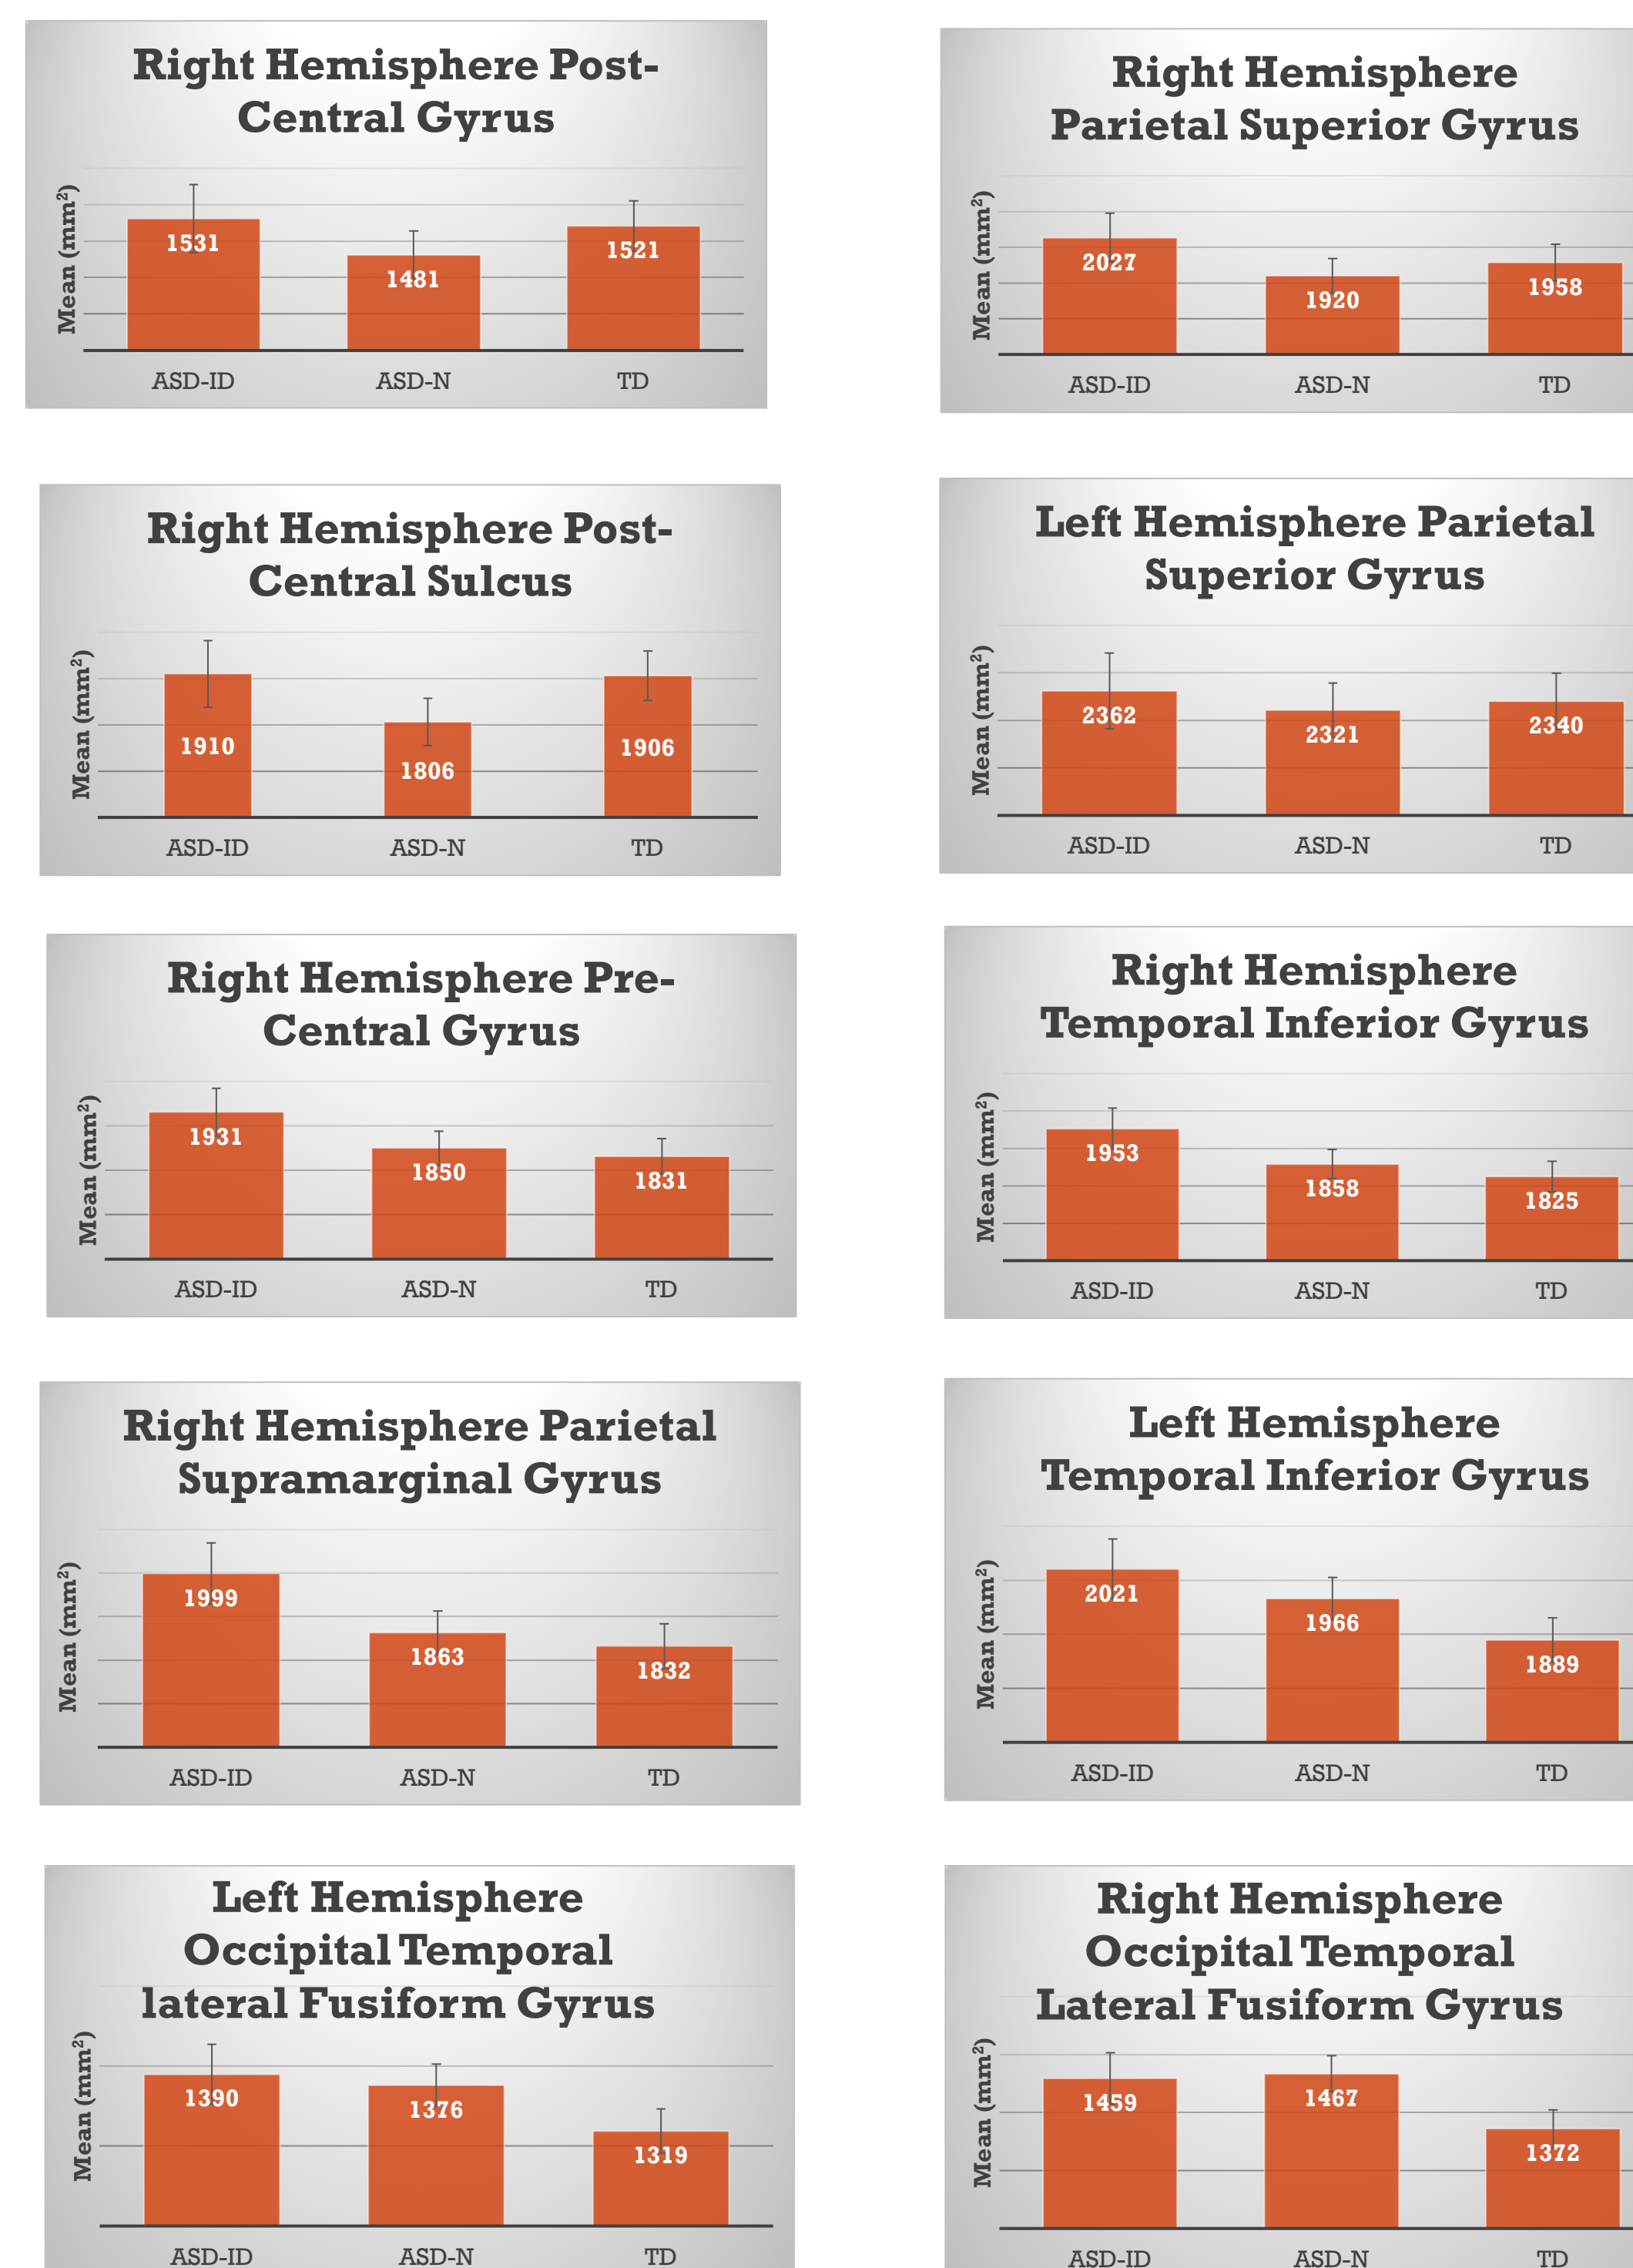 Right Hemisphere Post-
Central Gyrus
Mean (mm²)
1531
1481
1521
ASD-ID
ASD-N
TD
Right Hemisphere
Parietal Superior Gyrus
Mean (mm²)
2027
1920
1958
ASD-ID
ASD-N
TD
Right Hemisphere Post-
Central Sulcus
Mean (mm²)
1910
1806
1906
ASD-ID
ASD-N
TD
Left Hemisphere Parietal
Superior Gyrus
Mean (mm²)
2362
2321
2340
ASD-ID
ASD-N
TD
Right Hemisphere Pre-
Central Gyrus
Mean (mm²)
1931
1850
1831
ASD-ID
ASD-N
TD
Right Hemisphere
Temporal Inferior Gyrus
Mean (mm²)
1953
1858
1825
ASD-ID
ASD-N
TD
Right Hemisphere Parietal
Supramarginal Gyrus
Mean (mm²)
1999
1863
1832
ASD-ID
ASD-N
TD
Left Hemisphere
Temporal Inferior Gyrus
Mean (mm²)
2021
1966
1889
ASD-ID
ASD-N
TD
Left Hemisphere
Occipital Temporal
lateral Fusiform Gyrus
Mean (mm²)
1390
1376
1319
ASD-ID
ASD-N
TD
Right Hemisphere
Occipital Temporal
Lateral Fusiform Gyrus
Mean (mm²)
1459
1467
1372
ASD-ID
ASD-N
TD